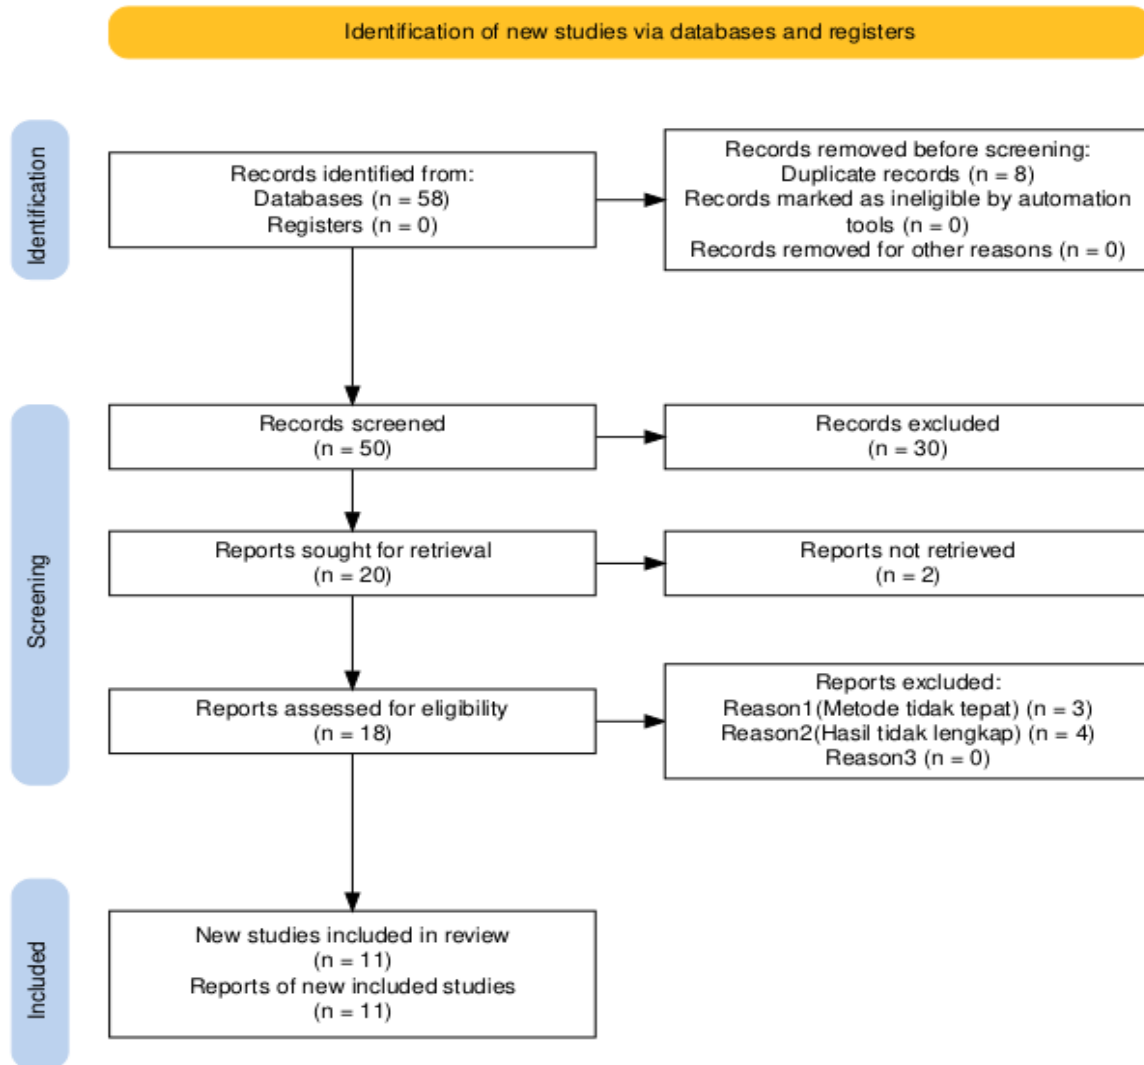 Identification of new studies via databases and registers
Identification
Records identified from:
Databases (n = 58)
Registers (n = 0)
Records removed before screening:
Duplicate records (n = 8)
Records marked as ineligible by automation
tools (n = 0)
Records removed for other reasons (n = 0)
Screening
Records screened
(n = 50)
Records excluded
(n = 30)
Reports sought for retrieval
(n = 20)
Reports not retrieved
(n = 2)
Reports assessed for eligibility
(n = 18)
Reports excluded:
Reason1(Metode tidak tepat) (n = 3)
Reason2(Hasil tidak lengkap) (n = 4)
Reason3 (n = 0)
Included
New studies included in review
(n = 11)
Reports of new included studies
(n = 11)